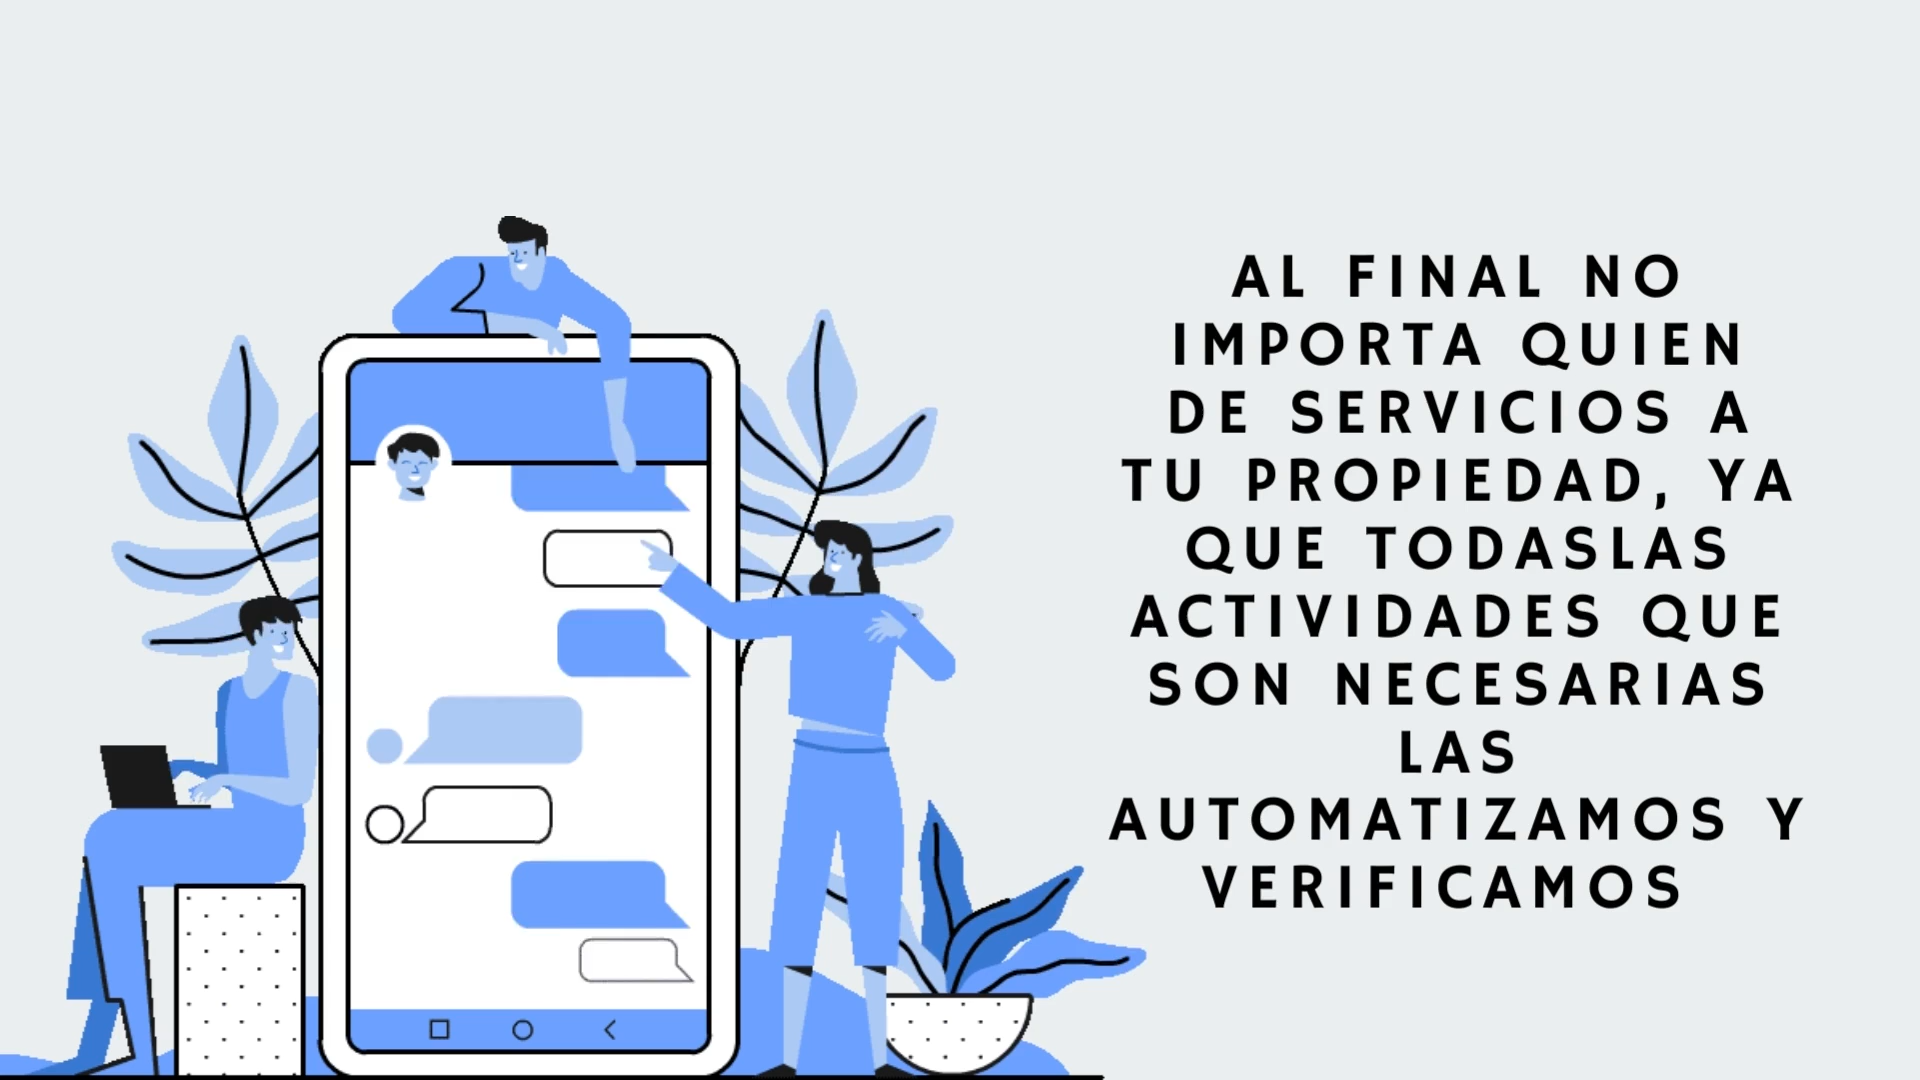 AL FINAL NO
IMPORTA QUIEN
DE SERVICIOS A
TU PROPIEDAD, YA
QUE TODASLAS
ACTIVIDADES QUE
SON NECESARIAS
LAS
AUTOMATIZAMOS Y
VERIFICAMOS